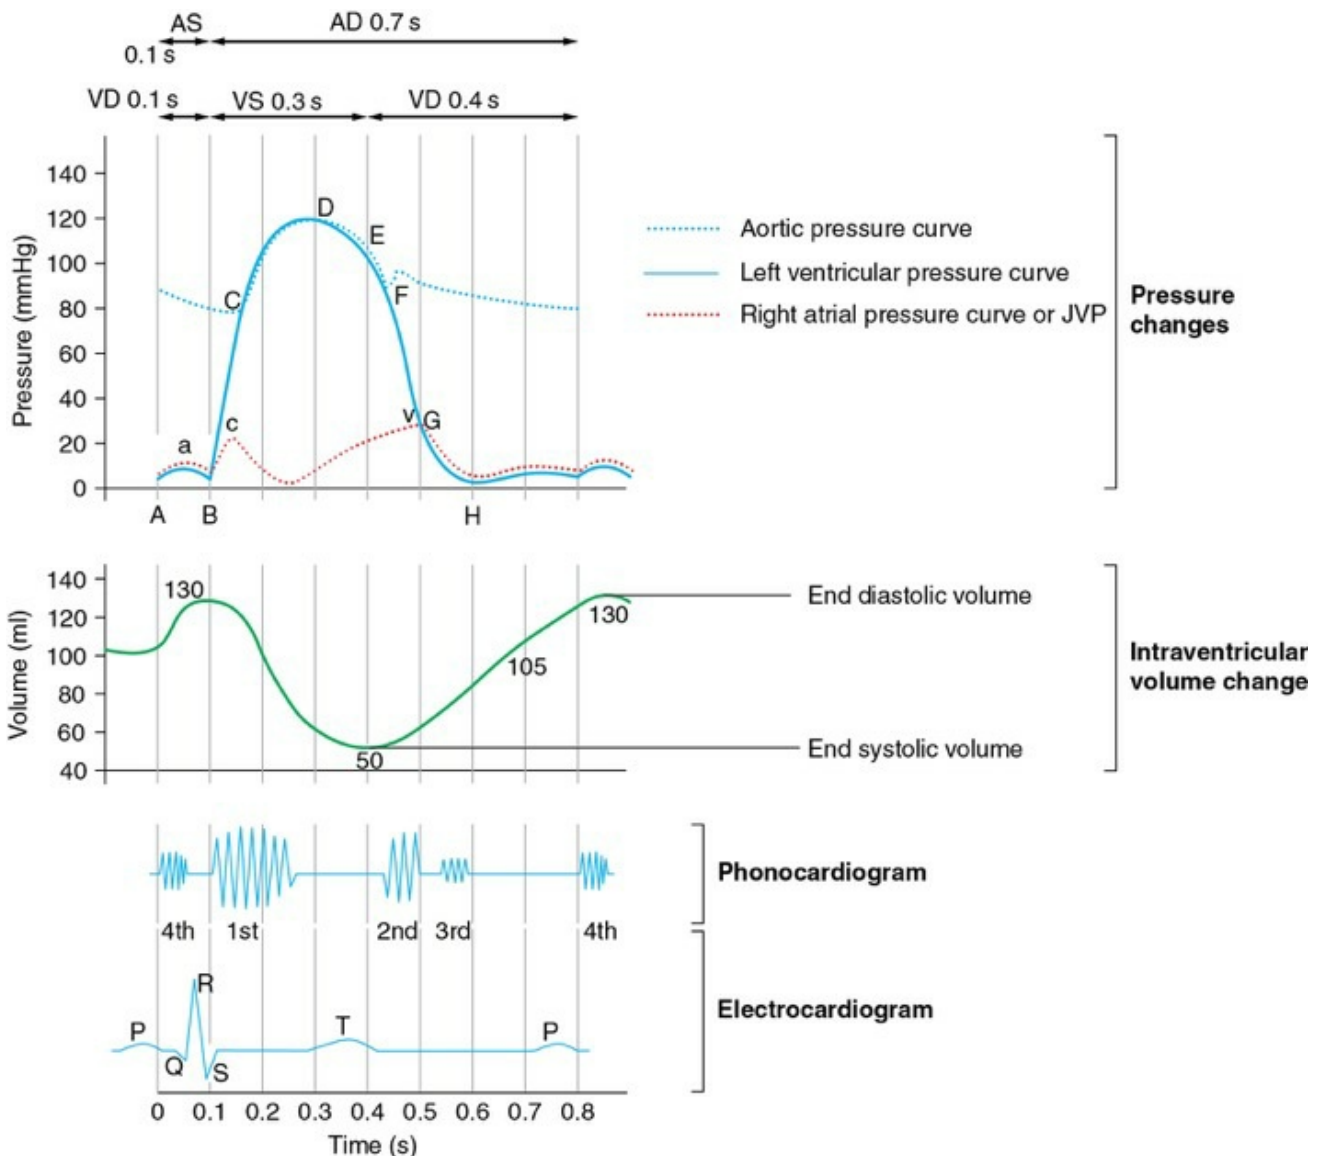 AS
AD 0.7 s
0.1 s
VD 0.1 s
VS 0.3 s
VD 0.4 s
Pressure (mmHg)
140
120
100
80
60
40
20
0
a
c
C
D
E
F
v
G
A
B
H
Aortic pressure curve
Left ventricular pressure curve
Right atrial pressure curve or JVP
Pressure
changes
Volume (ml)
140
120
100
80
60
40
130
50
105
130
End diastolic volume
End systolic volume
Intraventricular
volume change
4th
1st
2nd
3rd
4th
Phonocardiogram
P
Q
R
S
T
P
Electrocardiogram
0
0.1
0.2
0.3
0.4
0.5
0.6
0.7
0.8
Time (s)